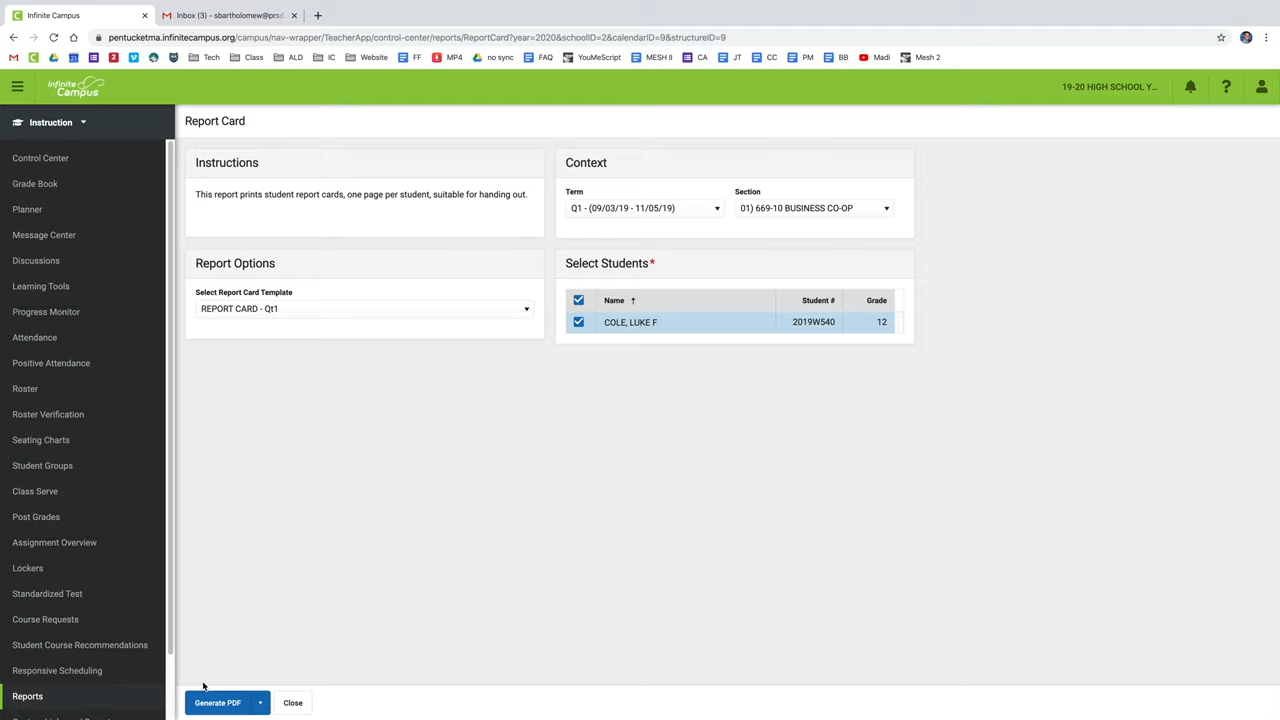 Infinite Campus
Inbox (3) - sbartholomew@prsd
pentucketma.infinitecampus.org/campus/nav-wrapper/TeacherApp/control-center/reports/ReportCard?year=2020&schoolID=2&calendarID=9&structureID=9
Tech Class ALD IC Website FF MP4 no sync FAQ YouMeScript MESH II CA JT CC PM BB Madi Mesh 2
Infinite Campus
19-20 HIGH SCHOOL Y...
Instruction
Control Center
Grade Book
Planner
Message Center
Discussions
Learning Tools
Progress Monitor
Attendance
Positive Attendance
Roster
Roster Verification
Seating Charts
Student Groups
Class Serve
Post Grades
Assignment Overview
Lockers
Standardized Test
Course Requests
Student Course Recommendations
Responsive Scheduling
Reports
Report Card
Instructions
This report prints student report cards, one page per student, suitable for handing out.
Context
Term Section
Q1 - (09/03/19 - 11/05/19) 01) 669-10 BUSINESS CO-OP
Report Options
Select Report Card Template
REPORT CARD - Qt1
Select Students*
Name Student # Grade
COLE, LUKE F 2019W540 12
Generate PDF Close